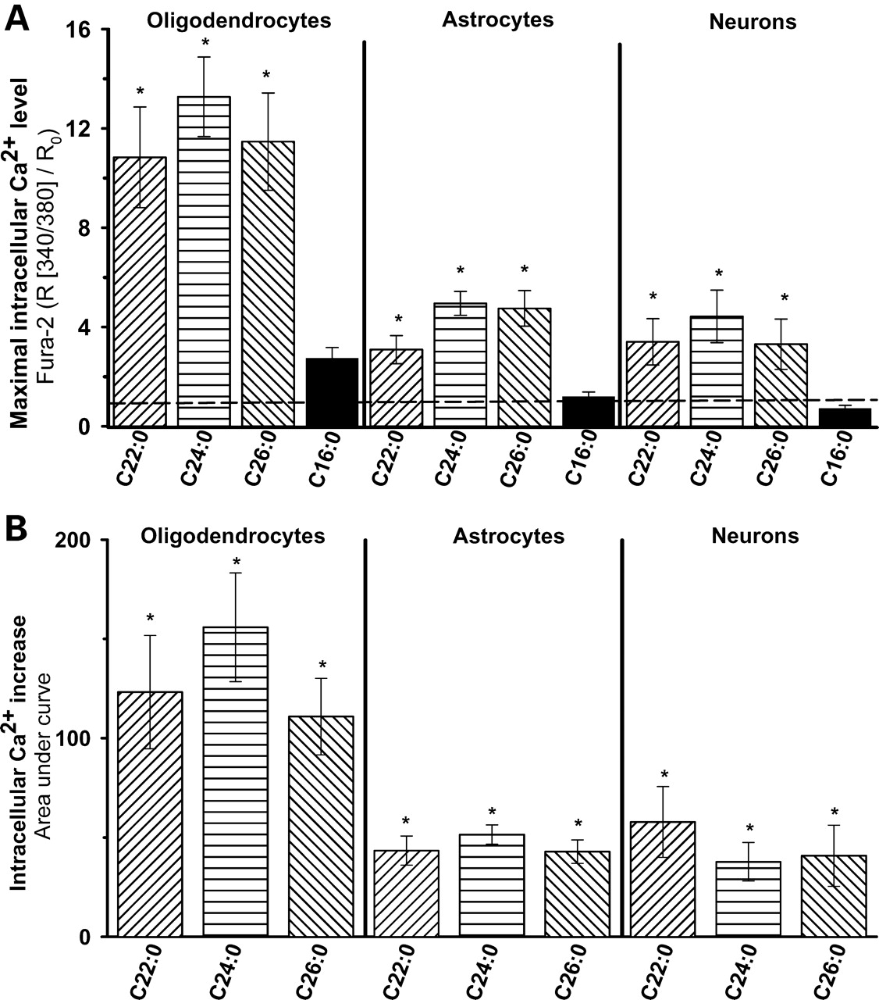 A
Oligodendrocytes
Astrocytes
Neurons
Maximal intracellular Ca2+ level
Fura-2 (R [340/380] / R0)
16
12
8
4
0
*
*
*
*
*
*
*
*
*
C22:0
C24:0
C26:0
C16:0
C22:0
C24:0
C26:0
C16:0
C22:0
C24:0
C26:0
C16:0
B
Oligodendrocytes
Astrocytes
Neurons
Intracellular Ca2+ increase
Area under curve
200
100
0
*
*
*
*
*
*
*
*
*
C22:0
C24:0
C26:0
C22:0
C24:0
C26:0
C22:0
C24:0
C26:0